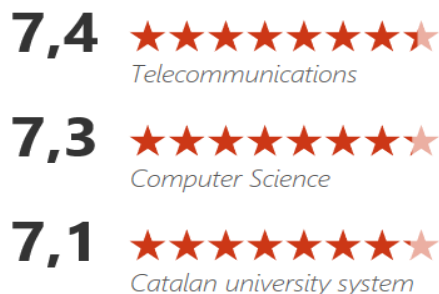 7,4
Telecommunications
7,3
Computer Science
7,1
Catalan university system